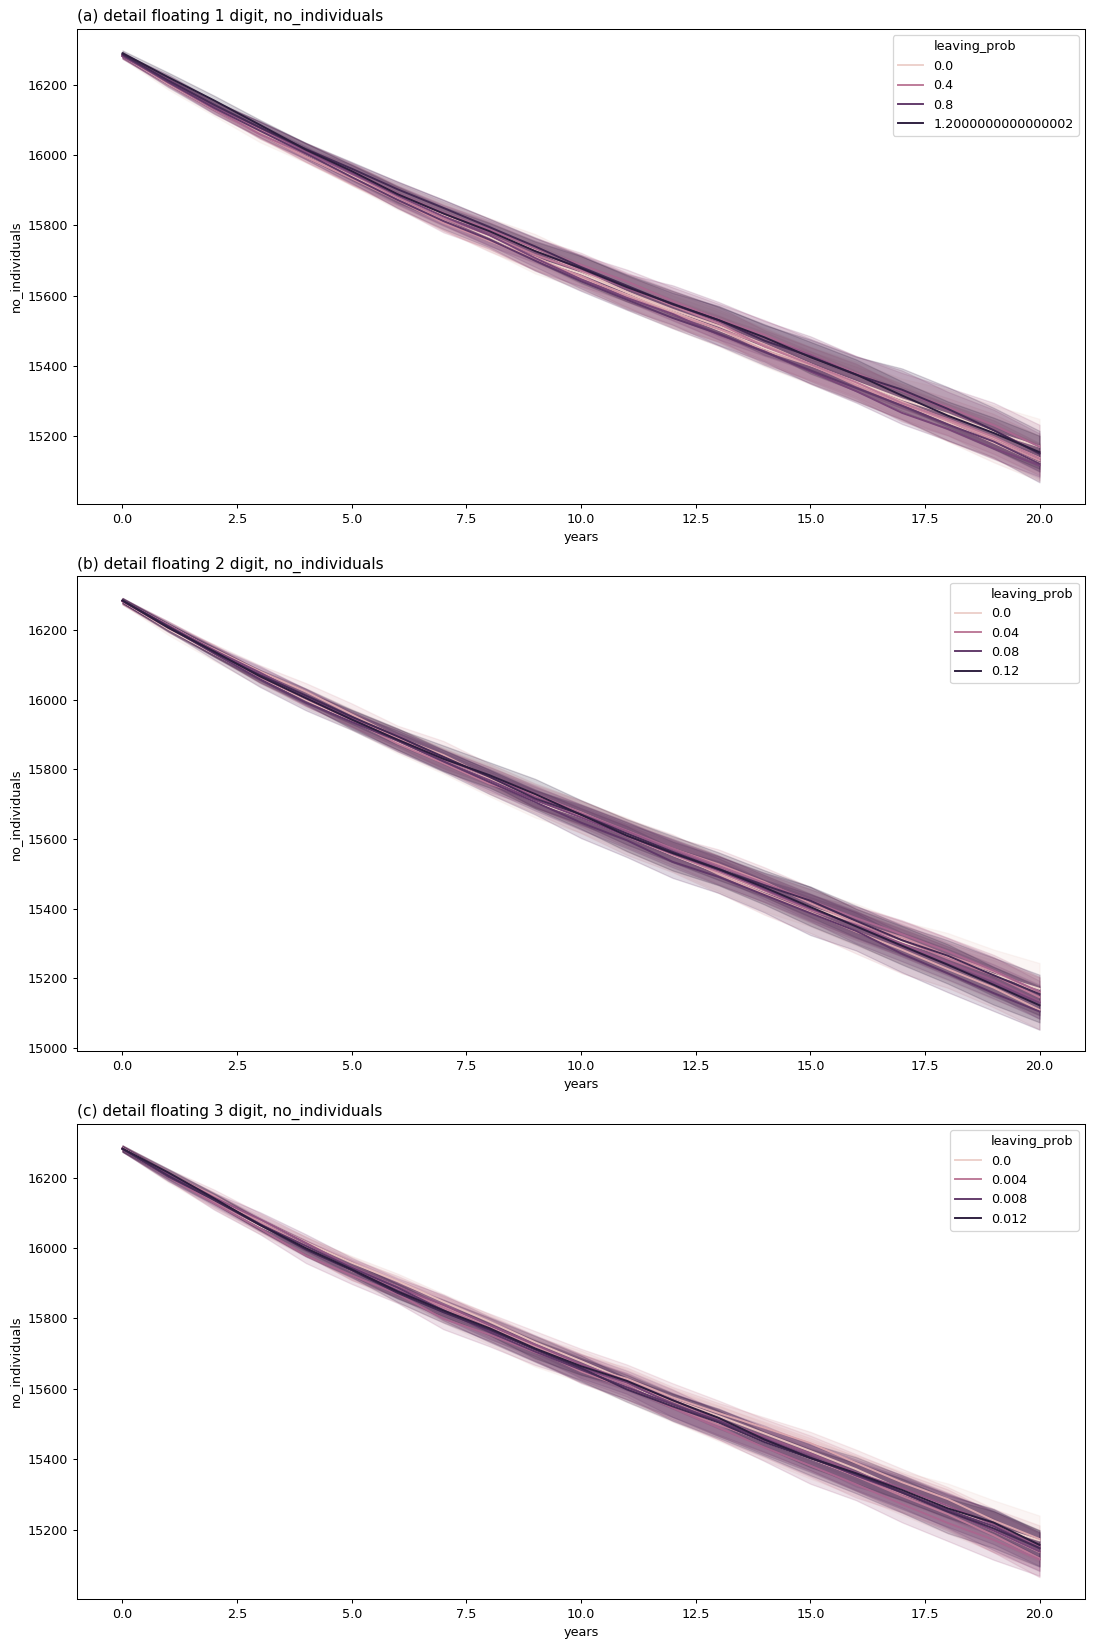 (a) detail floating 1 digit, no_individuals
leaving_prob
0.0
0.4
0.8
1.2000000000000002
16200
16000
15800
15600
15400
15200
no_individuals
0.0 2.5 5.0 7.5 10.0 12.5 15.0 17.5 20.0
years
(b) detail floating 2 digit, no_individuals
leaving_prob
0.0
0.04
0.08
0.12
16200
16000
15800
15600
15400
15200
15000
no_individuals
0.0 2.5 5.0 7.5 10.0 12.5 15.0 17.5 20.0
years
(c) detail floating 3 digit, no_individuals
leaving_prob
0.0
0.004
0.008
0.012
16200
16000
15800
15600
15400
15200
no_individuals
0.0 2.5 5.0 7.5 10.0 12.5 15.0 17.5 20.0
years